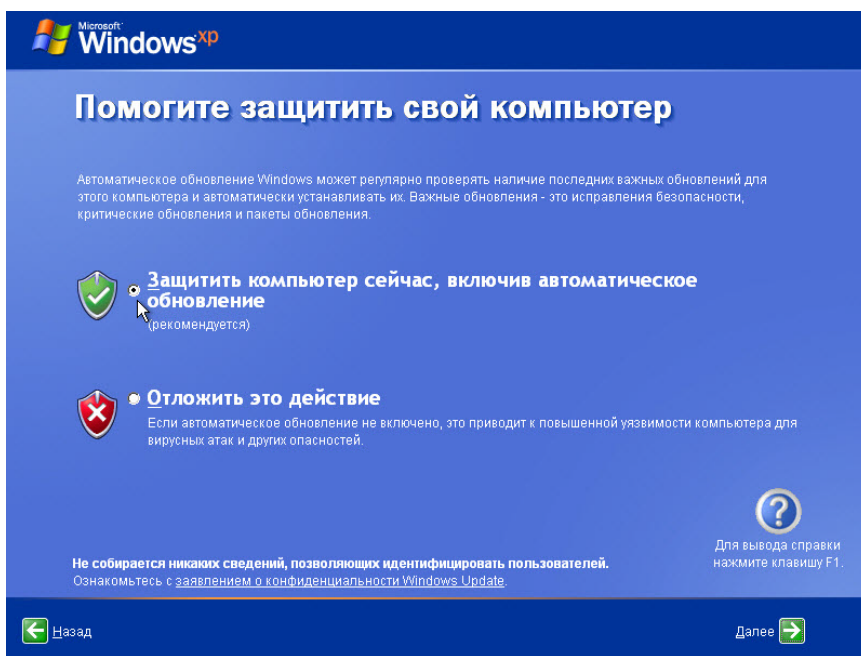 Microsoft
Windows xp
Помогите защитить свой компьютер
Автоматическое обновление Windows может регулярно проверять наличие последних важных обновлений для
этого компьютера и автоматически устанавливать их. Важные обновления - это исправления безопасности,
критические обновления и пакеты обновления.
Защитить компьютер сейчас, включив автоматическое
обновление
(рекомендуется)
Отложить это действие
Если автоматическое обновление не включено, это приводит к повышенной уязвимости компьютера для
вирусных атак и других опасностей.
Для вывода справки
нажмите клавишу F1.
Не собирается никаких сведений, позволяющих идентифицировать пользователей.
Ознакомьтесь с заявлением о конфиденциальности Windows Update.
Назад
Далее